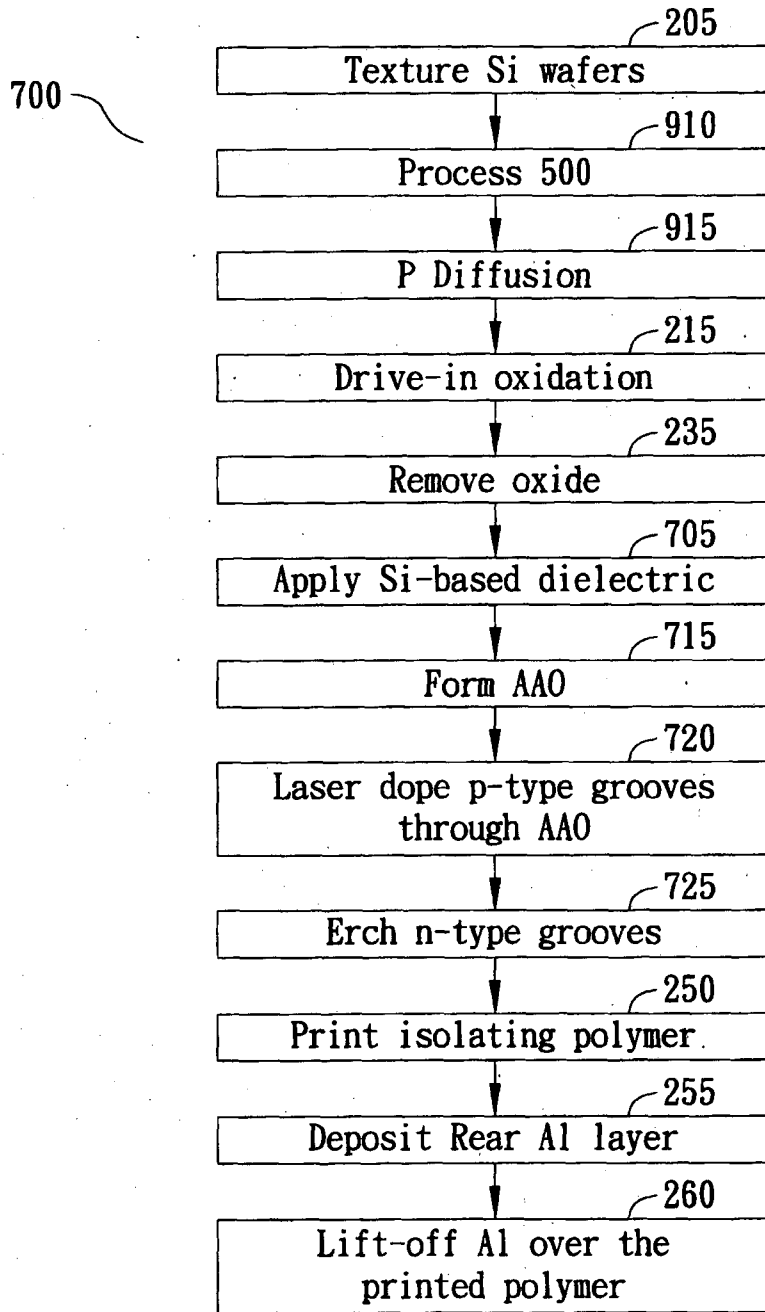 205
Texture Si wafers
700
910
Process 500
915
P Diffusion
215
Drive-in oxidation
235
Remove oxide
705
Apply Si-based dielectric
715
Form AAO
720
Laser dope p-type grooves
through AAO
725
Erch n-type grooves
250
Print isolating polymer
255
Deposit Rear Al layer
260
Lift-off Al over the
printed polymer